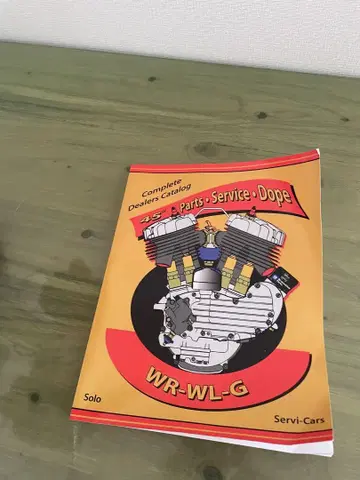 Complete
Dealers Catalog
45" Parts • Service • Dope
WR-WL-G
Solo
Servi-Cars